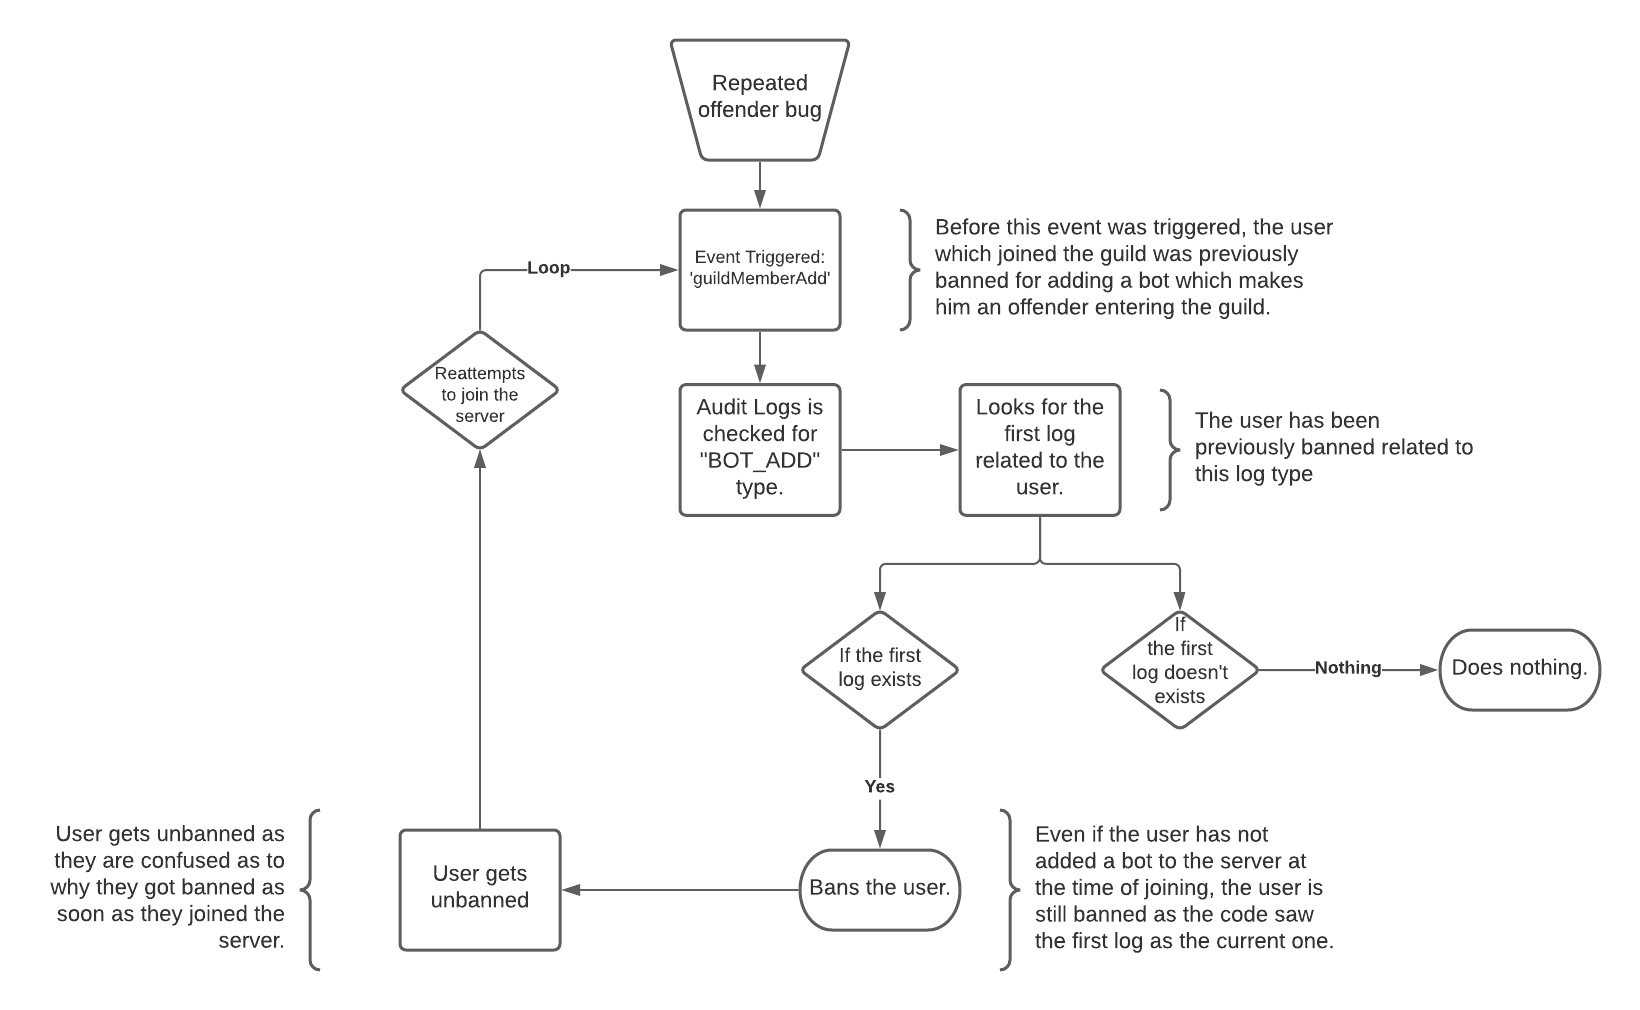 Repeated
offender bug
Event Triggered:
'guildMemberAdd'
Before this event was triggered, the user
which joined the guild was previously
banned for adding a bot which makes
him an offender entering the guild.
Loop
Reattempts
to join the
server
Audit Logs is
checked for
"BOT_ADD"
type.
Looks for the
first log
related to the
user.
The user has been
previously banned related to
this log type
If the first
log exists
If
the first
log doesn't
exists
Nothing
Does nothing.
Yes
Bans the user.
Even if the user has not
added a bot to the server at
the time of joining, the user is
still banned as the code saw
the first log as the current one.
User gets
unbanned
User gets unbanned as
they are confused as to
why they got banned as
soon as they joined the
server.